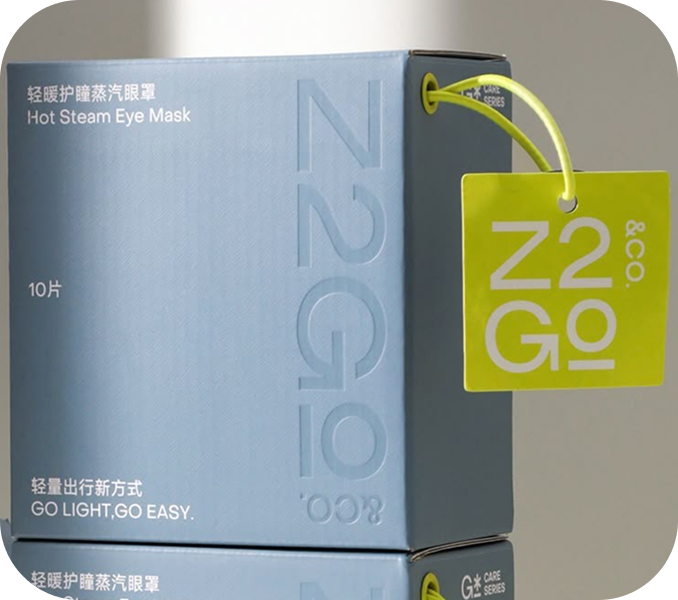 轻暖护瞳蒸汽眼罩
Hot Steam Eye Mask
10片
轻量出行新方式
GO LIGHT,GO EASY.
Z2GO
&CO.
G* CARE
SERIES
Z2
GO
&CO.
轻暖护瞳蒸汽眼罩
G* CARE
SERIES